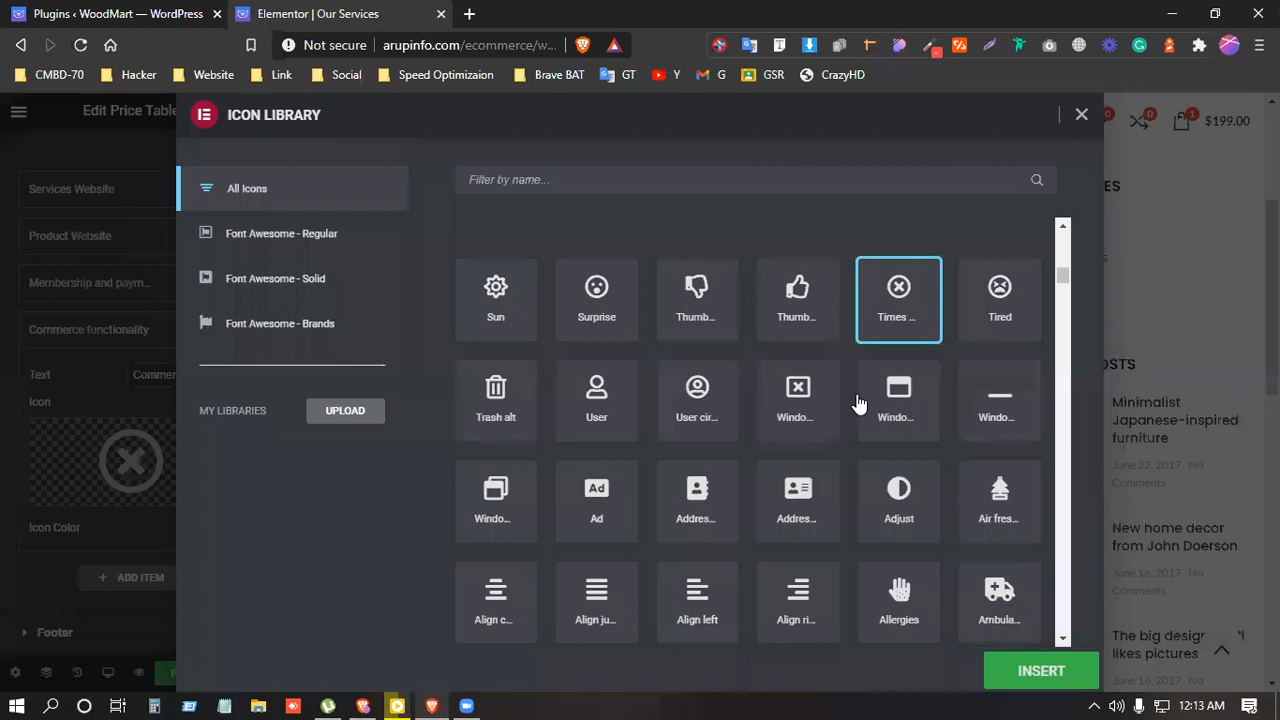 Plugins ‹ WoodMart — WordPress
Elementor | Our Services
Not secure
arupinfo.com/ecommerce/w...
CPBD-70
Hacker
Website
Link
Social
Speed Optimizaion
Brave BAT
GT
Y
G
GSR
CrazyHD
Edit Price Table
ICON LIBRARY
0
0
1
$199.00
All Icons
Filter by name...
Services Website
Font Awesome - Regular
Product Website
Font Awesome - Solid
Membership and paym...
Font Awesome - Brands
Commerce functionality
Text
Commer
Icon
MY LIBRARIES
UPLOAD
Icon Color
ADD ITEM
Footer
Sun
Surprise
Thumb...
Thumb...
Times ...
Tired
Trash alt
User
User cir...
Windo...
Windo...
Windo...
Windo...
Ad
Ad
Addres...
Addres...
Adjust
Air fres...
Align c...
Align ju...
Align left
Align ri...
Allergies
Ambula...
INSERT
ES
OSTS
Minimalist
Japanese-inspired
furniture
June 22, 2017 No
Comments
New home decor
from John Doerson
June 16, 2017 No
Comments
The big design
likes pictures
June 16, 2017 No
12:13 AM